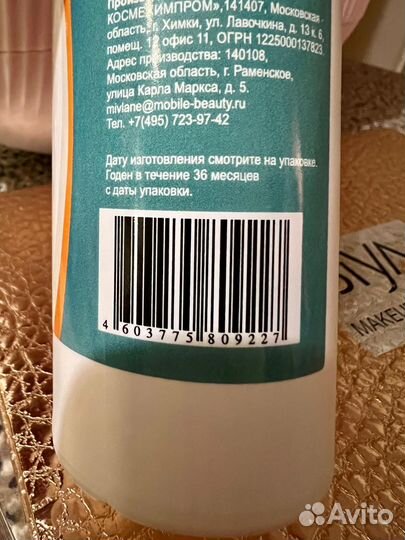 КОСМЕТХИМПРОМ»,141407, Московская
область, г. Химки, ул. Лавочкина, д. 13 к. 6,
помещ. 12 офис 11, ОГРН 1225000137823.
Адрес производства: 140108,
Московская область, г. Раменское,
улица Карла Маркса, д. 5.
mivlane@mobile-beauty.ru
Тел. +7(495) 723-97-42
Дату изготовления смотрите на упаковке.
Годен в течение 36 месяцев
с даты упаковки.
4 603775 809227
MAKE
Avito